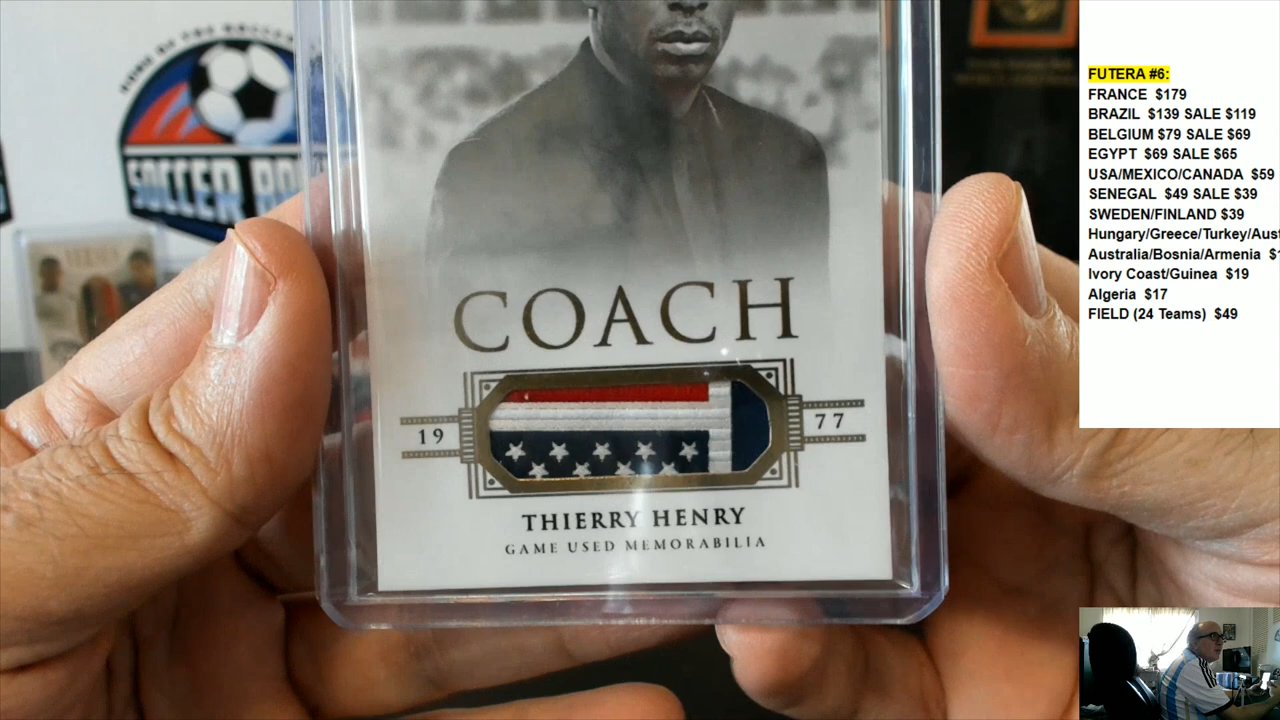 SOCCER
COACH
19
77
THIERRY HENRY
GAME USED MEMORABILIA
FUTERA #6:
FRANCE $179
BRAZIL $139 SALE $119
BELGIUM $79 SALE $69
EGYPT $69 SALE $65
USA/MEXICO/CANADA $59
SENEGAL $49 SALE $39
SWEDEN/FINLAND $39
Hungary/Greece/Turkey/Aust
Australia/Bosnia/Armenia $1
Ivory Coast/Guinea $19
Algeria $17
FIELD (24 Teams) $49